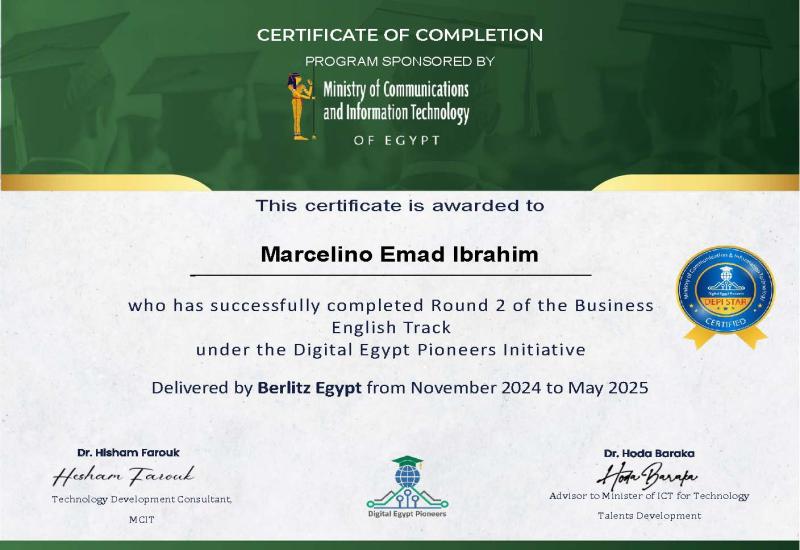 CERTIFICATE OF COMPLETION
PROGRAM SPONSORED BY
Ministry of Communications
and Information Technology
OF EGYPT
This certificate is awarded to
Marcelino Emad Ibrahim
who has successfully completed Round 2 of the Business
English Track
under the Digital Egypt Pioneers Initiative
Delivered by Berlitz Egypt from November 2024 to May 2025
Ministry of Communication & Information Technology
Digital Egypt Pioneers
DEPI STAR
CERTIFIED
Dr. Hisham Farouk
Hesham Farouk
Technology Development Consultant,
MCIT
Digital Egypt Pioneers
Dr. Hoda Baraka
Hoda Baraka
Advisor to Minister of ICT for Technology
Talents Development